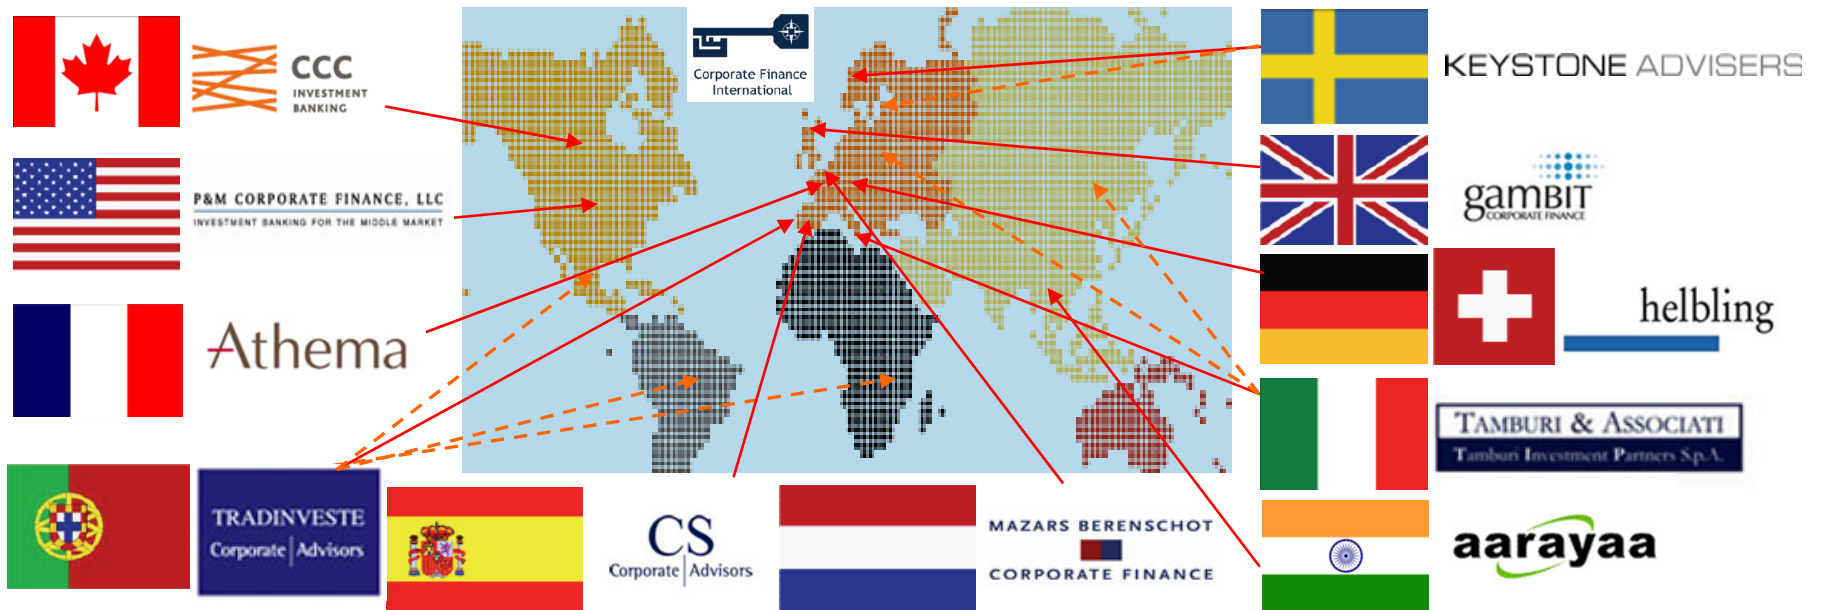 CCC
INVESTMENT
BANKING
Corporate Finance
International
KEYSTONE ADVISERS
P&M CORPORATE FINANCE, LLC
INVESTMENT BANKING FOR THE MIDDLE MARKET
gamBIT
CORPORATE FINANCE
Athema
helbling
TAMBURI & ASSOCIATI
Tamburi Investment Partners S.p.A.
TRADINVESTE
Corporate | Advisors
CS
Corporate | Advisors
MAZARS BERENSCHOT
CORPORATE FINANCE
aarayaa